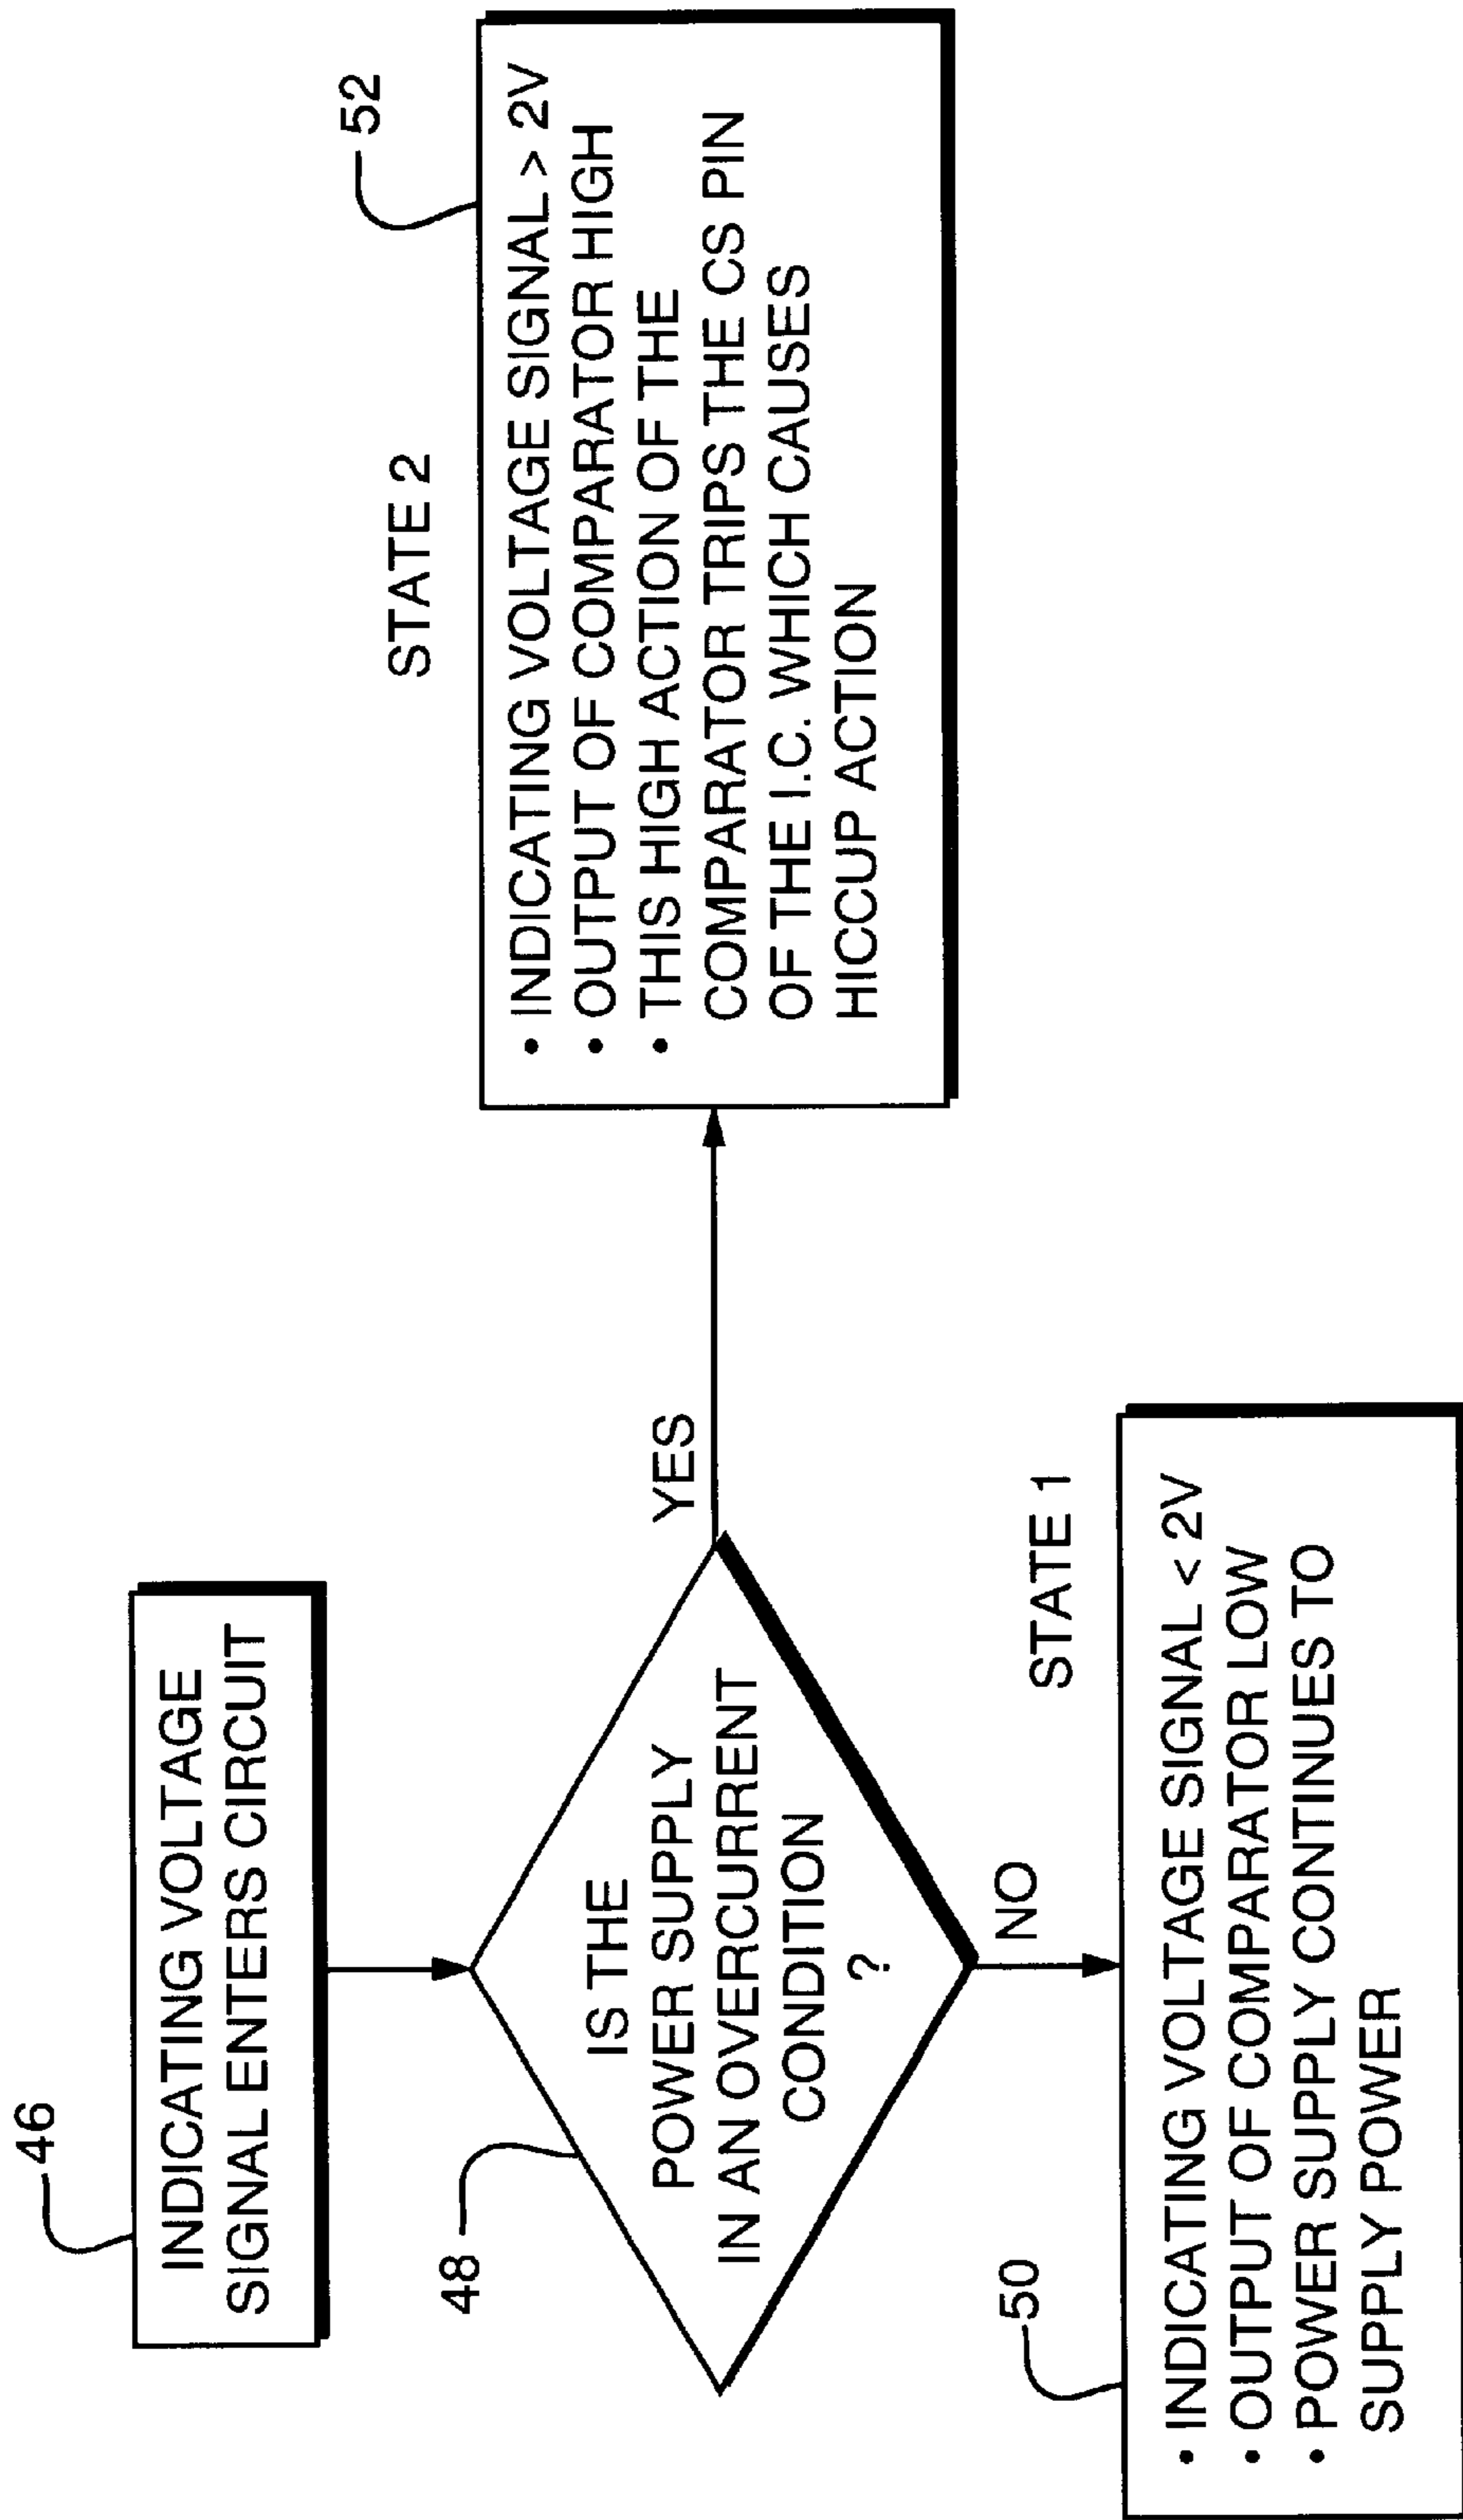 46
INDICATING VOLTAGE
SIGNAL ENTERS CIRCUIT
48
IS THE
POWER SUPPLY
IN AN OVERCURRENT
CONDITION
?
YES
NO
STATE 2
52
• INDICATING VOLTAGE SIGNAL > 2V
• OUTPUT OF COMPARATOR HIGH
• THIS HIGH ACTION OF THE
COMPARATOR TRIPS THE CS PIN
OF THE I.C. WHICH CAUSES
HICCUP ACTION
STATE 1
50
• INDICATING VOLTAGE SIGNAL < 2V
• OUTPUT OF COMPARATOR LOW
• POWER SUPPLY CONTINUES TO
SUPPLY POWER